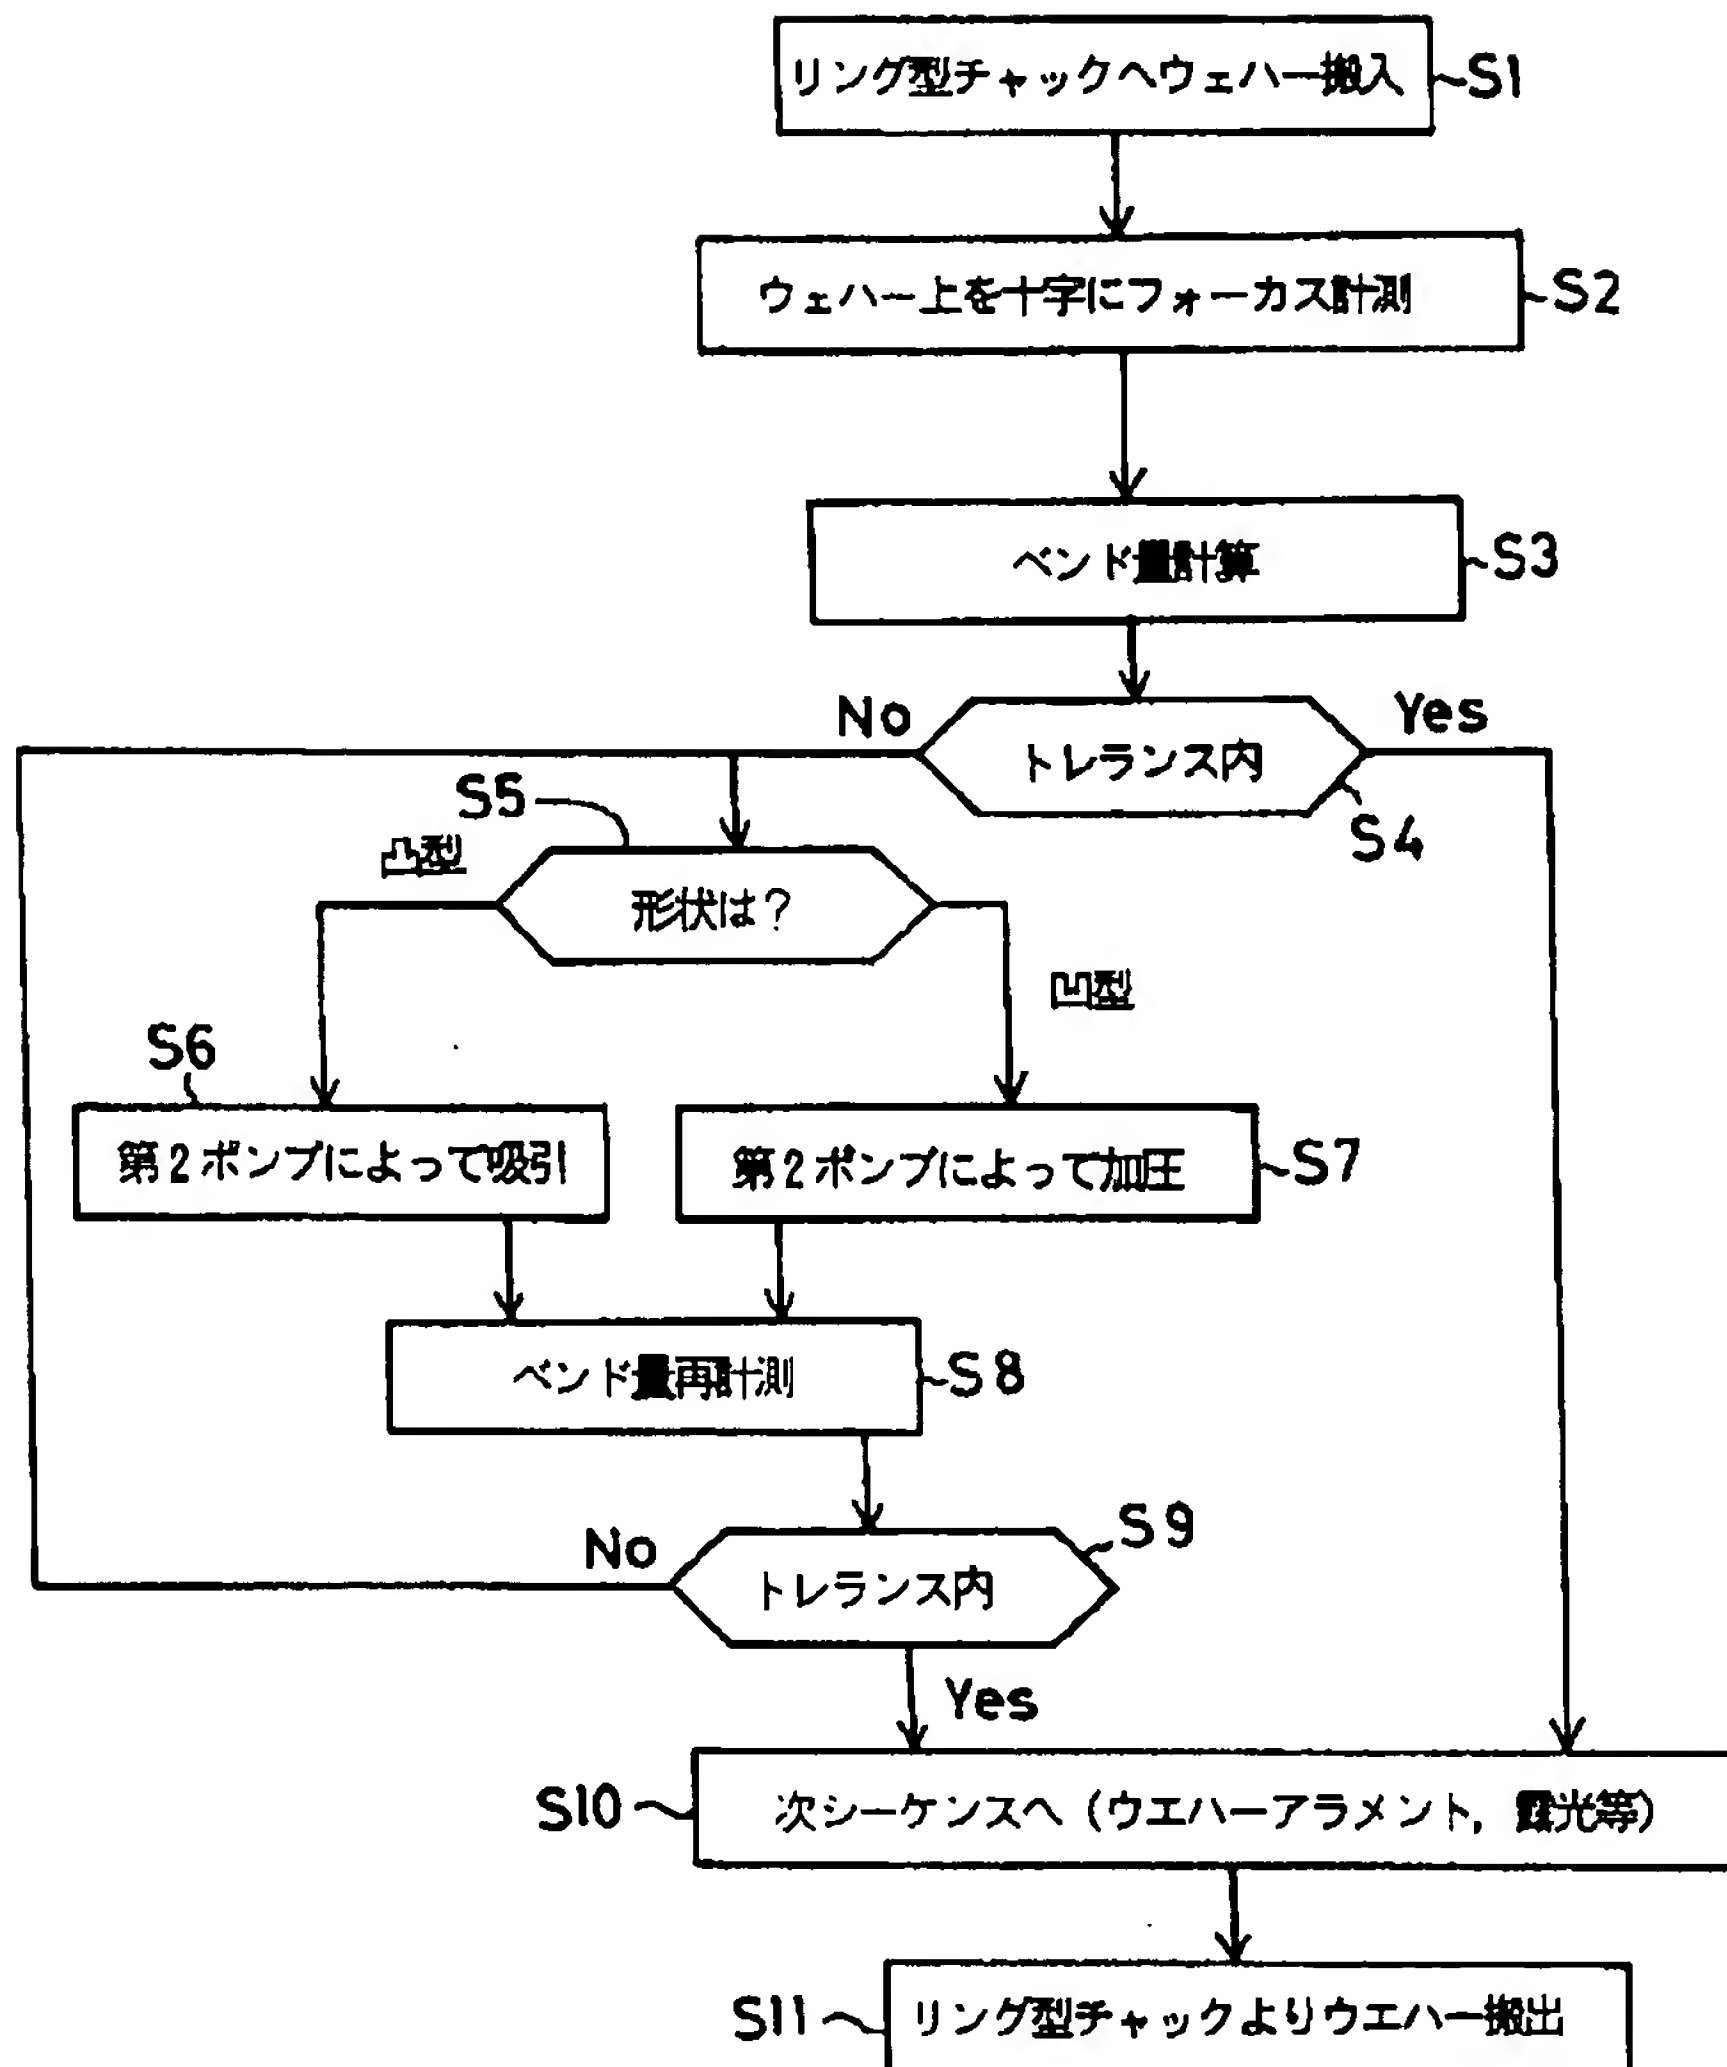 リング型チャックへウェハー搬入
S1
ウェハー上を十字にフォーカス計測
S2
ベンド量計算
S3
No
Yes
トレランス内
S4
S5
凸型
形状は?
凹型
S6
第2ポンプによって吸引
第2ポンプによって加圧
S7
ベンド量再計測
S8
S9
No
トレランス内
Yes
S10
次シーケンスへ(ウエハーアラメント,露光等)
S11
リング型チャックよりウエハー搬出